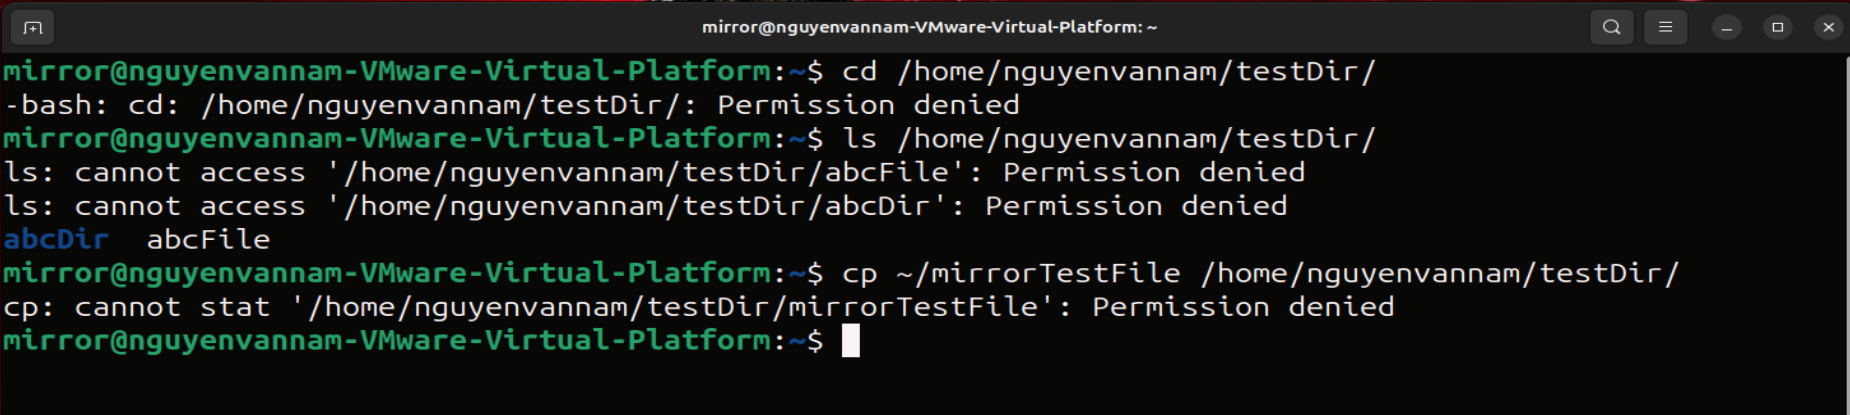 mirror@nguyenvannam-VMware-Virtual-Platform: ~
mirror@nguyenvannam-VMware-Virtual-Platform:~$ cd /home/nguyenvannam/testDir/
-bash: cd: /home/nguyenvannam/testDir/: Permission denied
mirror@nguyenvannam-VMware-Virtual-Platform:~$ ls /home/nguyenvannam/testDir/
ls: cannot access '/home/nguyenvannam/testDir/abcFile': Permission denied
ls: cannot access '/home/nguyenvannam/testDir/abcDir': Permission denied
abcDir  abcFile
mirror@nguyenvannam-VMware-Virtual-Platform:~$ cp ~/mirrorTestFile /home/nguyenvannam/testDir/
cp: cannot stat '/home/nguyenvannam/testDir/mirrorTestFile': Permission denied
mirror@nguyenvannam-VMware-Virtual-Platform:~$